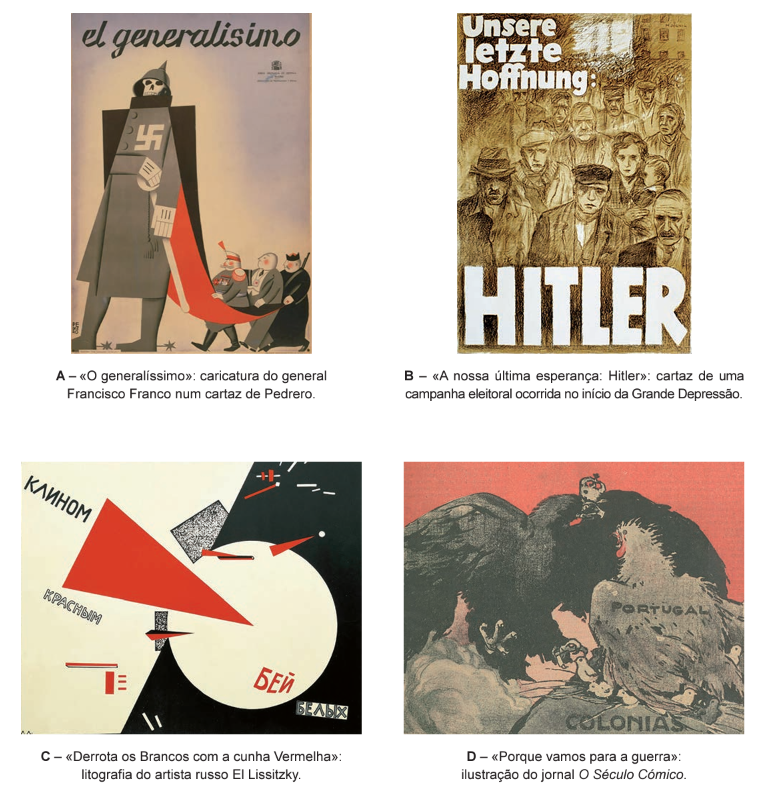 el generalísimo
Unsere
letzte
Hoffnung:
HITLER
A – «O generalíssimo»: caricatura do general
Francisco Franco num cartaz de Pedrero.
B – «A nossa última esperança: Hitler»: cartaz de uma
campanha eleitoral ocorrida no início da Grande Depressão.
КЛИНОМ
КРАСНЫМ
БЕЙ
БЕЛЫХ
PORTUGAL
COLONIAS.
C – «Derrota os Brancos com a cunha Vermelha»:
litografia do artista russo El Lissitzky.
D – «Porque vamos para a guerra»:
ilustração do jornal O Século Cómico.